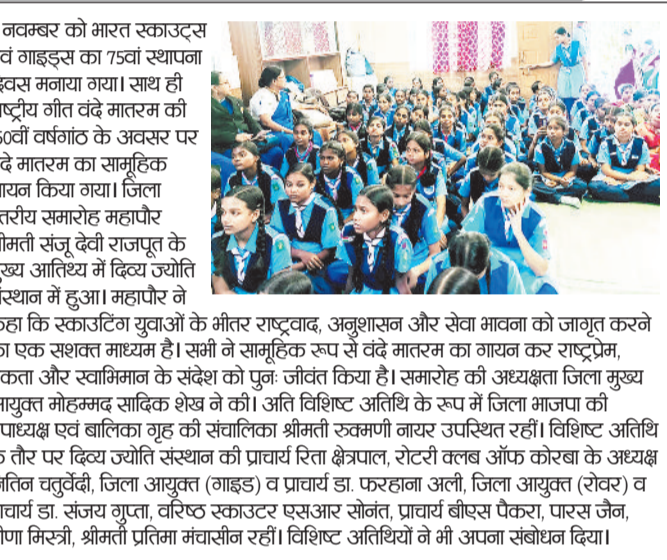 नवम्बर को भारत स्काउट्स
वं गाइड्स का 75वां स्थापना
दिवस मनाया गया। साथ ही
ाष्ट्रीय गीत वंदे मातरम की
50वीं वर्षगांठ के अवसर पर
दे मातरम का सामूहिक
ायन किया गया। जिला
तरीय समारोह महापौर
ीमती संजू देवी राजपूत के
ुख्य आतिथ्य में दिव्य ज्योति
ंस्थान में हुआ। महापौर ने
कहा कि स्काउटिंग युवाओं के भीतर राष्ट्रवाद, अनुशासन और सेवा भावना को जागृत करने
का एक सशक्त माध्यम है। सभी ने सामूहिक रूप से वंदे मातरम का गायन कर राष्ट्रप्रेम,
कता और स्वाभिमान के संदेश को पुनः जीवंत किया है। समारोह की अध्यक्षता जिला मुख्य
आयुक्त मोहम्मद सादिक शेख ने की। अति विशिष्ट अतिथि के रूप में जिला भाजपा की
पाध्यक्ष एवं बालिका गृह की संचालिका श्रीमती रुक्मणी नायर उपस्थित रहीं। विशिष्ट अतिथि
के तौर पर दिव्य ज्योति संस्थान की प्राचार्य रिता क्षेत्रपाल, रोटरी क्लब ऑफ कोरबा के अध्यक्ष
नितिन चतुर्वेदी, जिला आयुक्त (गाइड) व प्राचार्य डा. फरहाना अली, जिला आयुक्त (रोवर) व
ाचार्य डा. संजय गुप्ता, वरिष्ठ स्काउटर एसआर सोनंत, प्राचार्य बीएस पैकरा, पारस जैन,
ीणा मिस्त्री, श्रीमती प्रतिमा मंचासीन रहीं। विशिष्ट अतिथियों ने भी अपना संबोधन दिया।